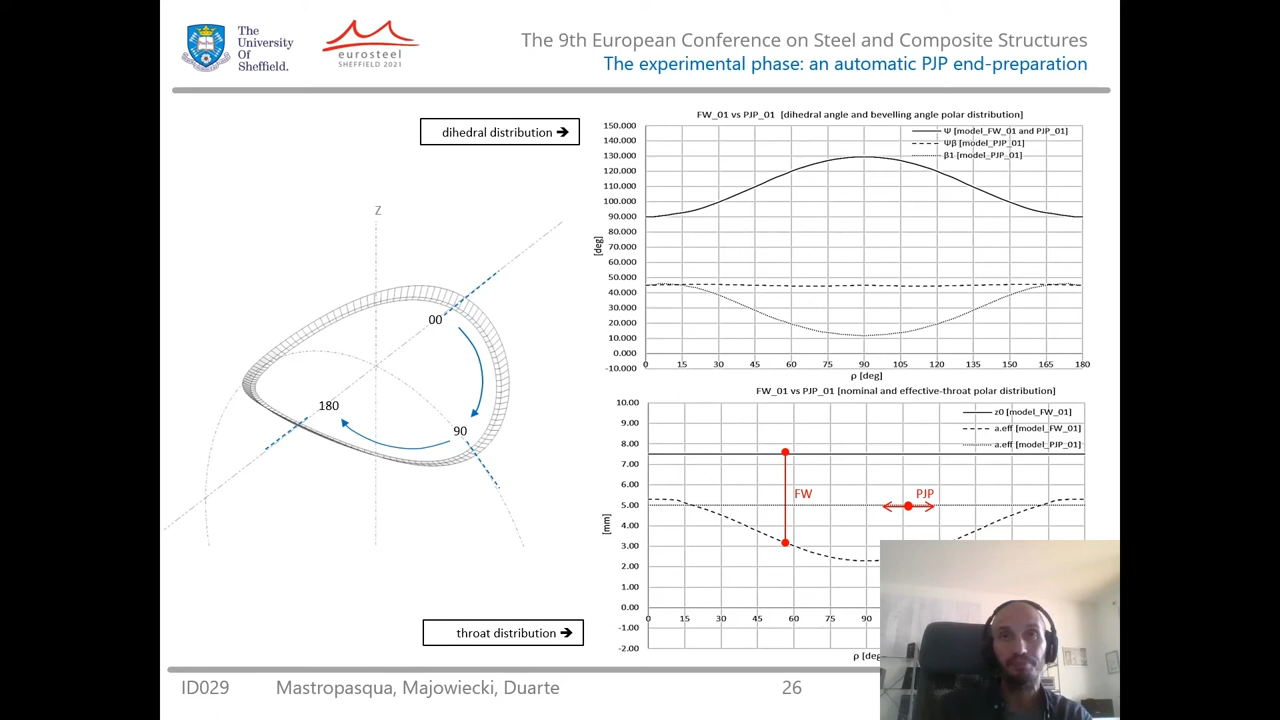 The
University
Of
Sheffield.
eurosteel
SHEFFIELD 2021
The 9th European Conference on Steel and Composite Structures
The experimental phase: an automatic PJP end-preparation
dihedral distribution ➔
Z
00
180
90
throat distribution ➔
FW_01 vs PJP_01 [dihedral angle and bevelling angle polar distribution]
Ψ [model_FW_01 and PJP_01]
Ψβ [model_PJP_01]
β1 [model_PJP_01]
150.000
140.000
130.000
120.000
110.000
100.000
90.000
80.000
70.000
60.000
50.000
40.000
30.000
20.000
10.000
0.000
-10.000
[deg]
0 15 30 45 60 75 90 105 120 135 150 165 180
ρ [deg]
FW_01 vs PJP_01 [nominal and effective-throat polar distribution]
z0 [model_FW_01]
a.eff [model_FW_01]
a.eff [model_PJP_01]
10.00
9.00
8.00
7.00
6.00
5.00
4.00
3.00
2.00
1.00
0.00
-1.00
-2.00
[mm]
FW
PJP
0 15 30 45 60 75 90
ρ [deg
ID029 Mastropasqua, Majowiecki, Duarte 26